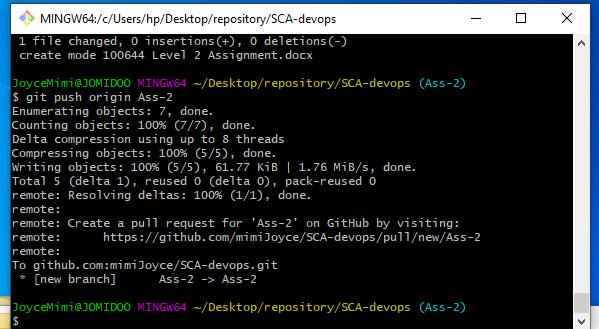 MINGW64:/c/Users/hp/Desktop/repository/SCA-devops
1 file changed, 0 insertions(+), 0 deletions(-)
create mode 100644 Level 2 Assignment.docx
JoyceMimi@JOMIDOO MINGW64 ~/Desktop/repository/SCA-devops (Ass-2)
$ git push origin Ass-2
Enumerating objects: 7, done.
Counting objects: 100% (7/7), done.
Delta compression using up to 8 threads
Compressing objects: 100% (5/5), done.
Writing objects: 100% (5/5), 61.77 KiB | 1.76 MiB/s, done.
Total 5 (delta 1), reused 0 (delta 0), pack-reused 0
remote: Resolving deltas: 100% (1/1), done.
remote:
remote: Create a pull request for 'Ass-2' on GitHub by visiting:
remote:      https://github.com/mimiJoyce/SCA-devops/pull/new/Ass-2
remote:
To github.com:mimiJoyce/SCA-devops.git
 * [new branch]      Ass-2 -> Ass-2
JoyceMimi@JOMIDOO MINGW64 ~/Desktop/repository/SCA-devops (Ass-2)
$